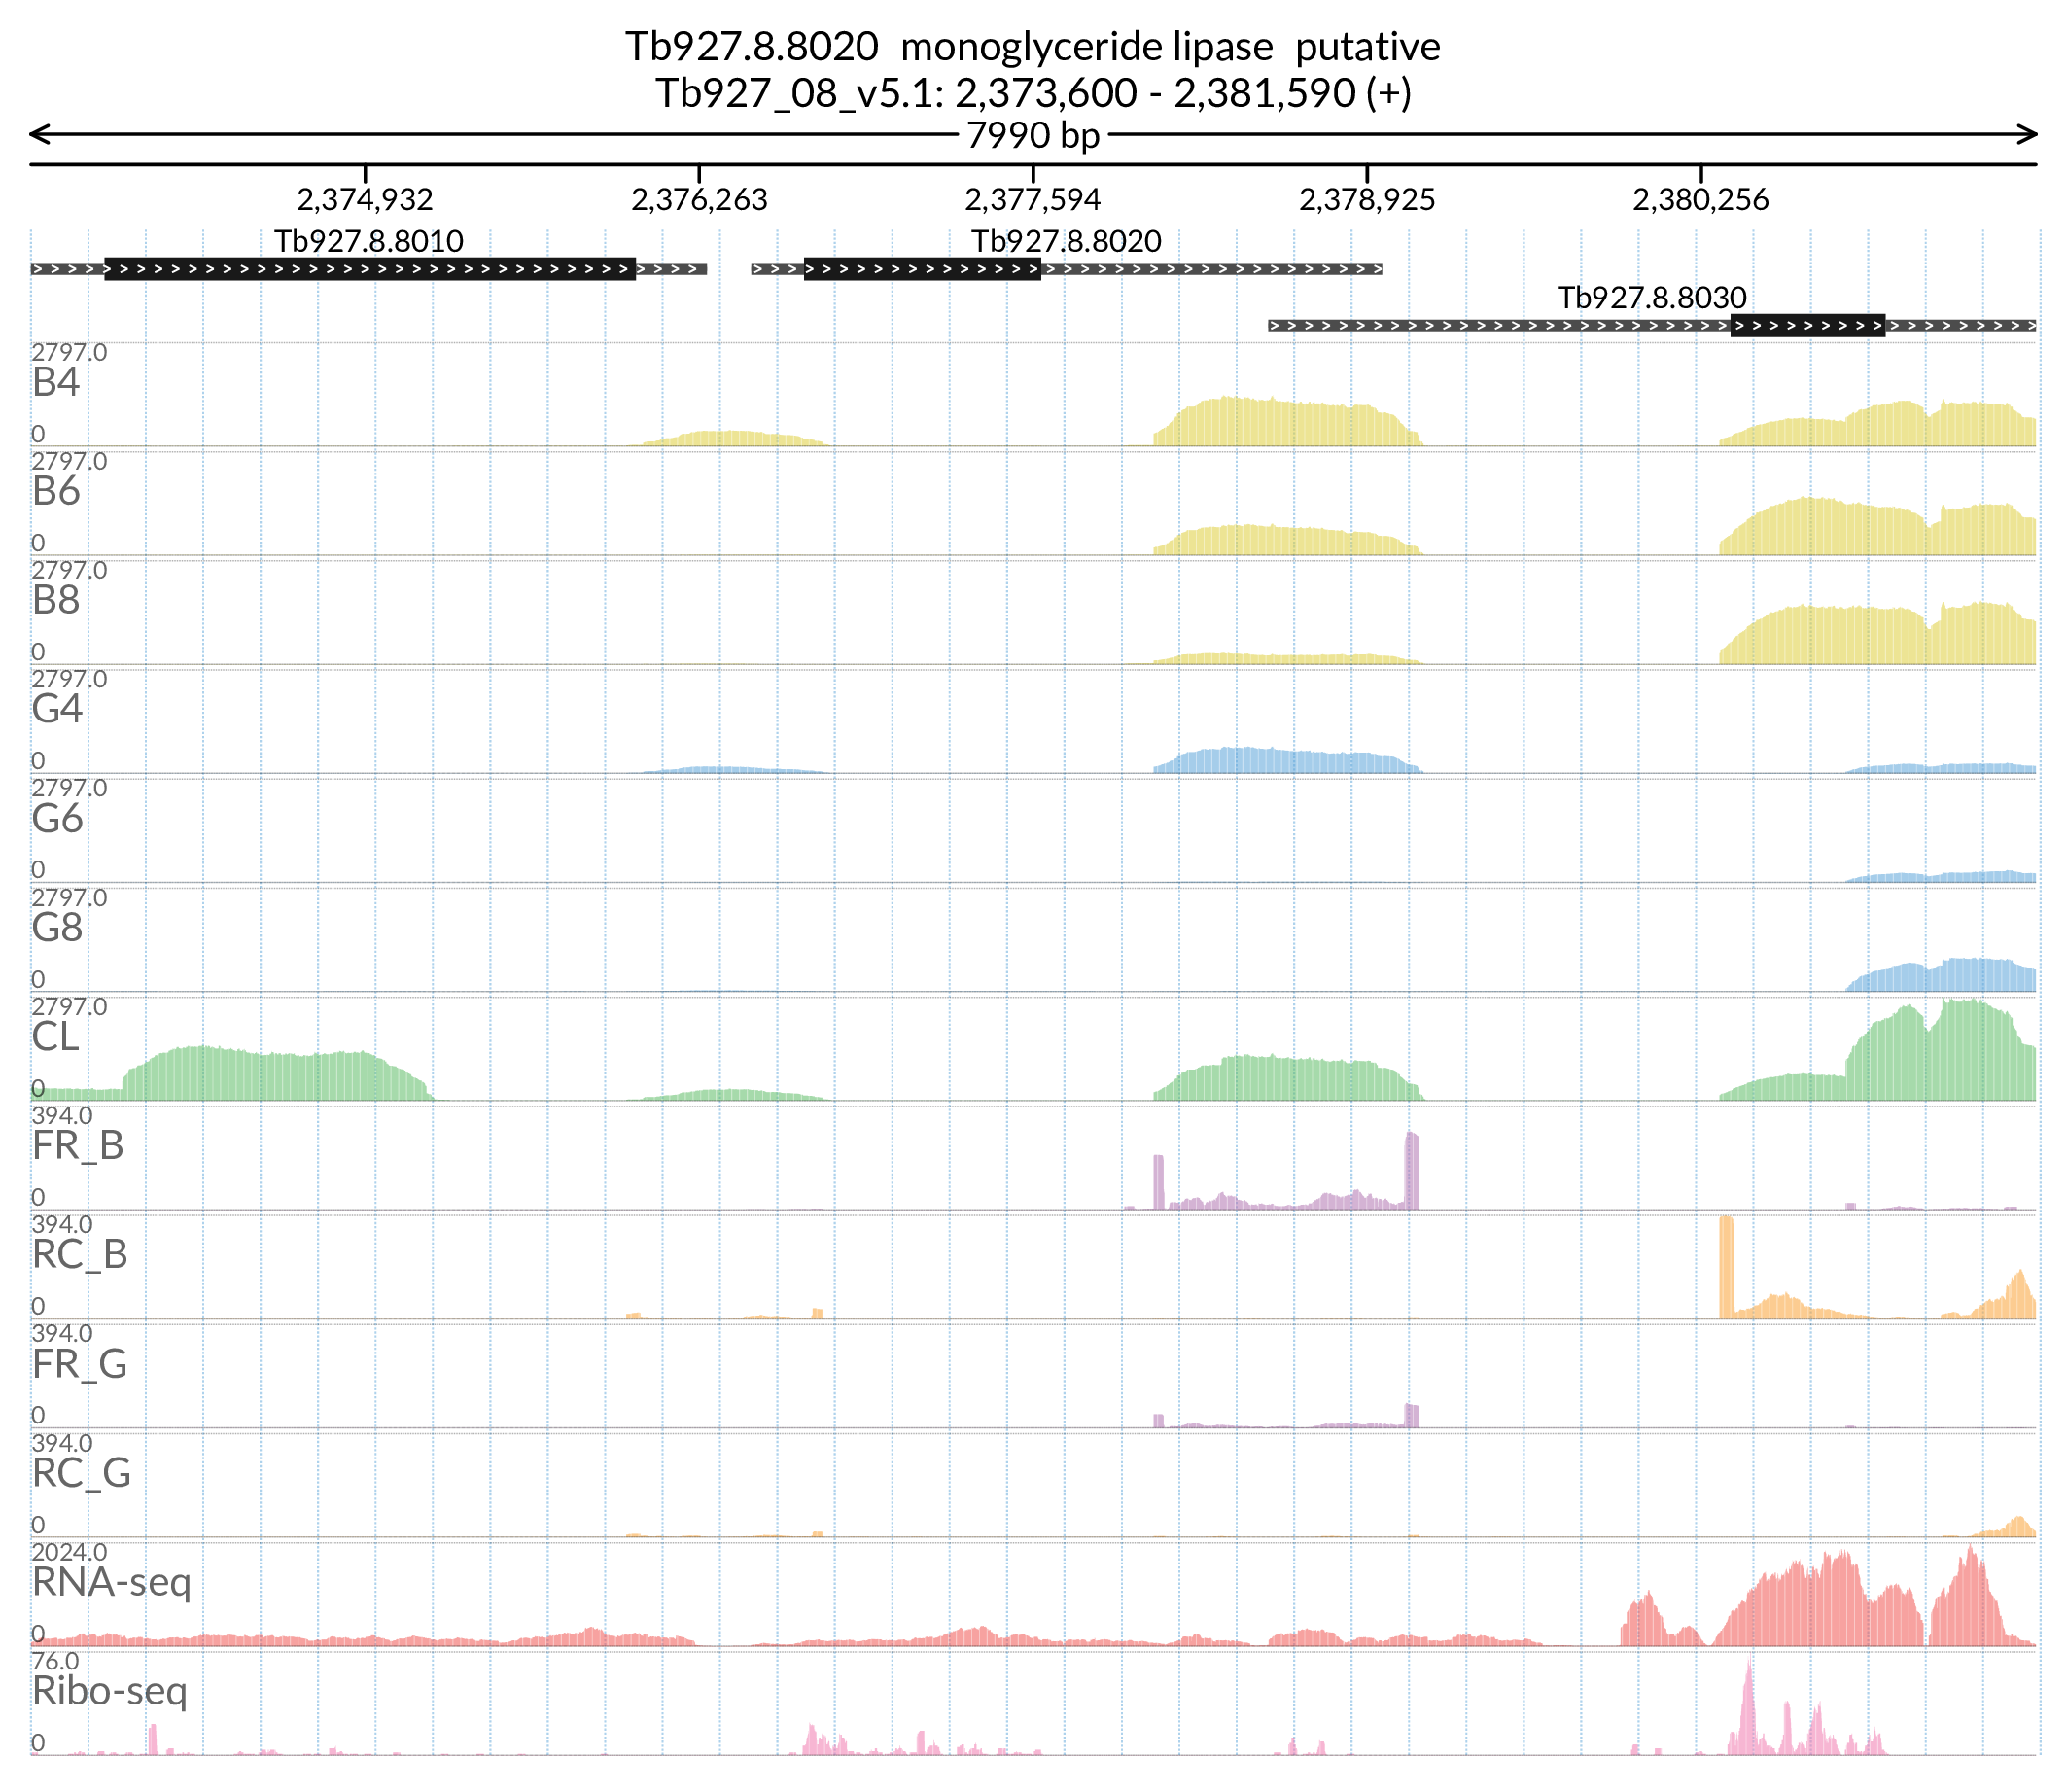 Tb927.8.8020 monoglyceride lipase putative
Tb927_08_v5.1: 2,373,600 - 2,381,590 (+)
7990 bp
2,374,932 2,376,263 2,377,594 2,378,925 2,380,256
Tb927.8.8010 Tb927.8.8020
Tb927.8.8030
2797.0
B4
0
2797.0
B6
0
2797.0
B8
0
2797.0
G4
0
2797.0
G6
0
2797.0
G8
0
2797.0
CL
0
394.0
FR_B
0
394.0
RC_B
0
394.0
FR_G
0
394.0
RC_G
0
2024.0
RNA-seq
0
76.0
Ribo-seq
0